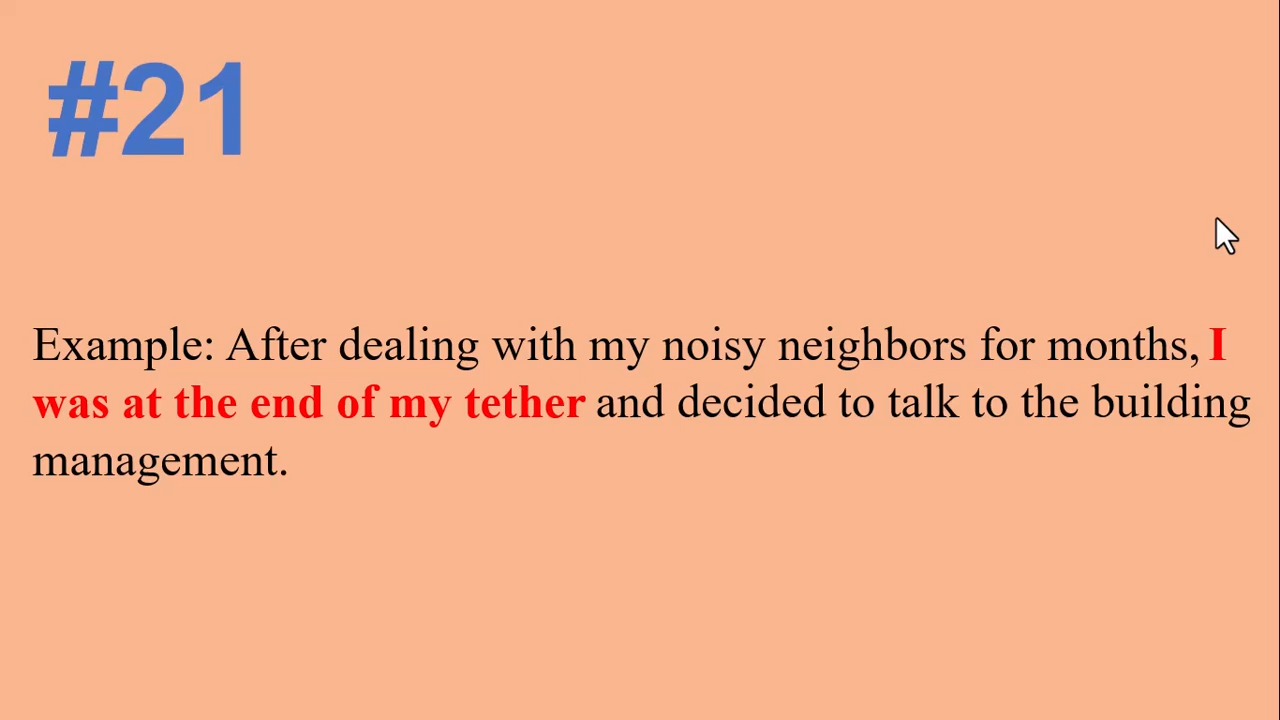 #21
Example: After dealing with my noisy neighbors for months, I
was at the end of my tether and decided to talk to the building
management.